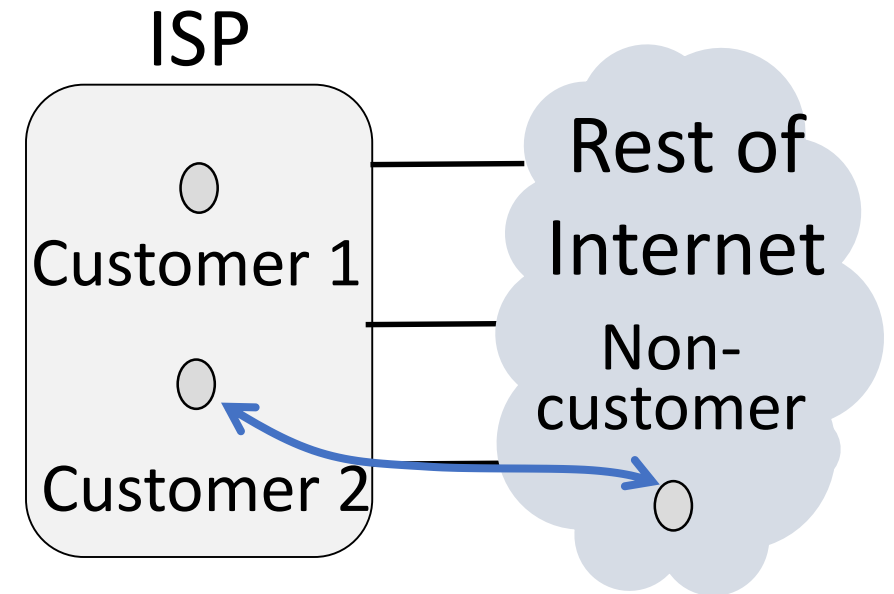 ISP
Customer 1
Customer 2
Rest of
Internet
Non-
customer